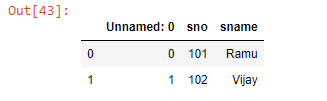 Out[43]:
Unnamed: 0 sno sname
0 0 101 Ramu
1 1 102 Vijay